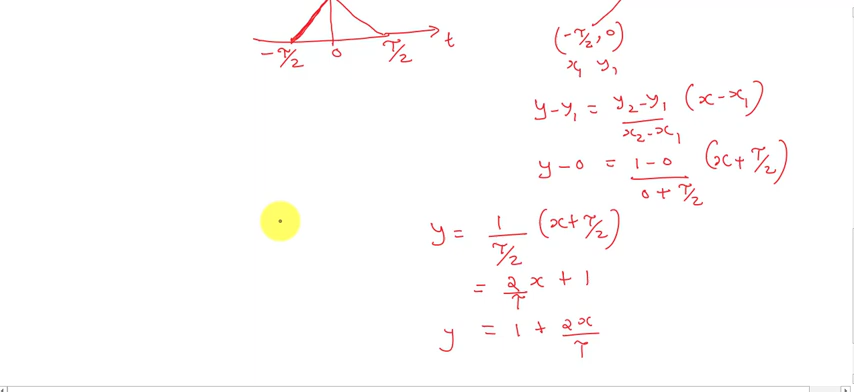 -τ/2 0 τ/2 t
(-τ/2, 0)
x₁ y₁
y-y₁ = y₂-y₁/x₂-x₁ (x-x₁)
y-0 = 1-0/0+τ/2 (x+τ/2)
y = 1/τ/2 (x+τ/2)
= 2/τ x + 1
y = 1 + 2x/τ